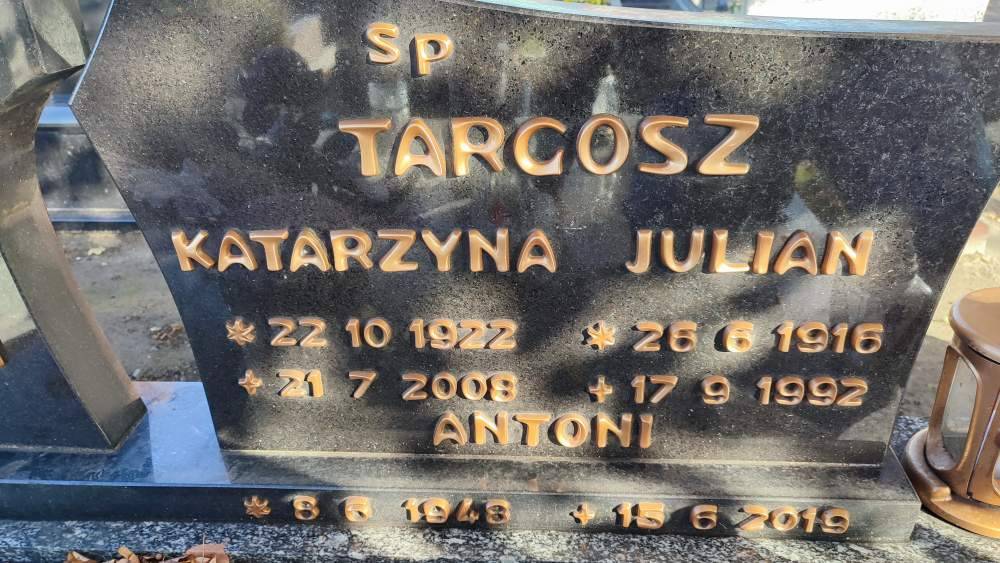 SP
TARGOSZ
KATARZYNA JULIAN
* 22 10 1922 * 26 6 1916
+ 21 7 2008 + 17 9 1992
ANTONI
* 8 6 1948 + 15 6 2019